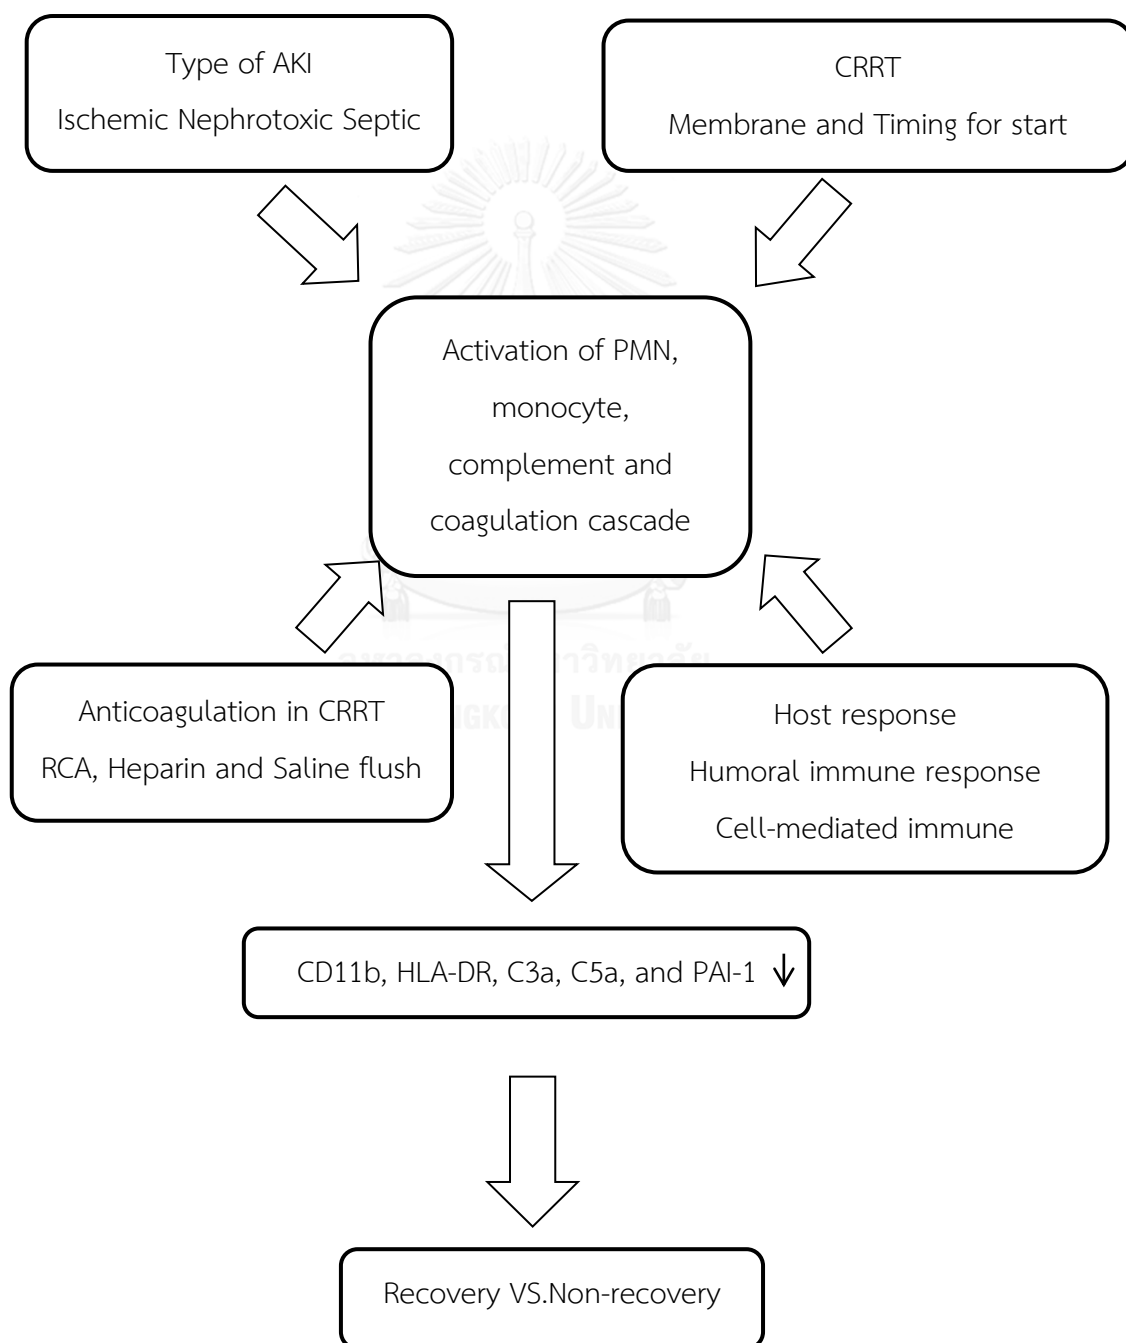 Type of AKI
Ischemic Nephrotoxic Septic
CRRT
Membrane and Timing for start
Activation of PMN,
monocyte,
complement and
coagulation cascade
Anticoagulation in CRRT
RCA, Heparin and Saline flush
Host response
Humoral immune response
Cell-mediated immune
CD11b, HLA-DR, C3a, C5a, and PAI-1 ↓
Recovery VS.Non-recovery